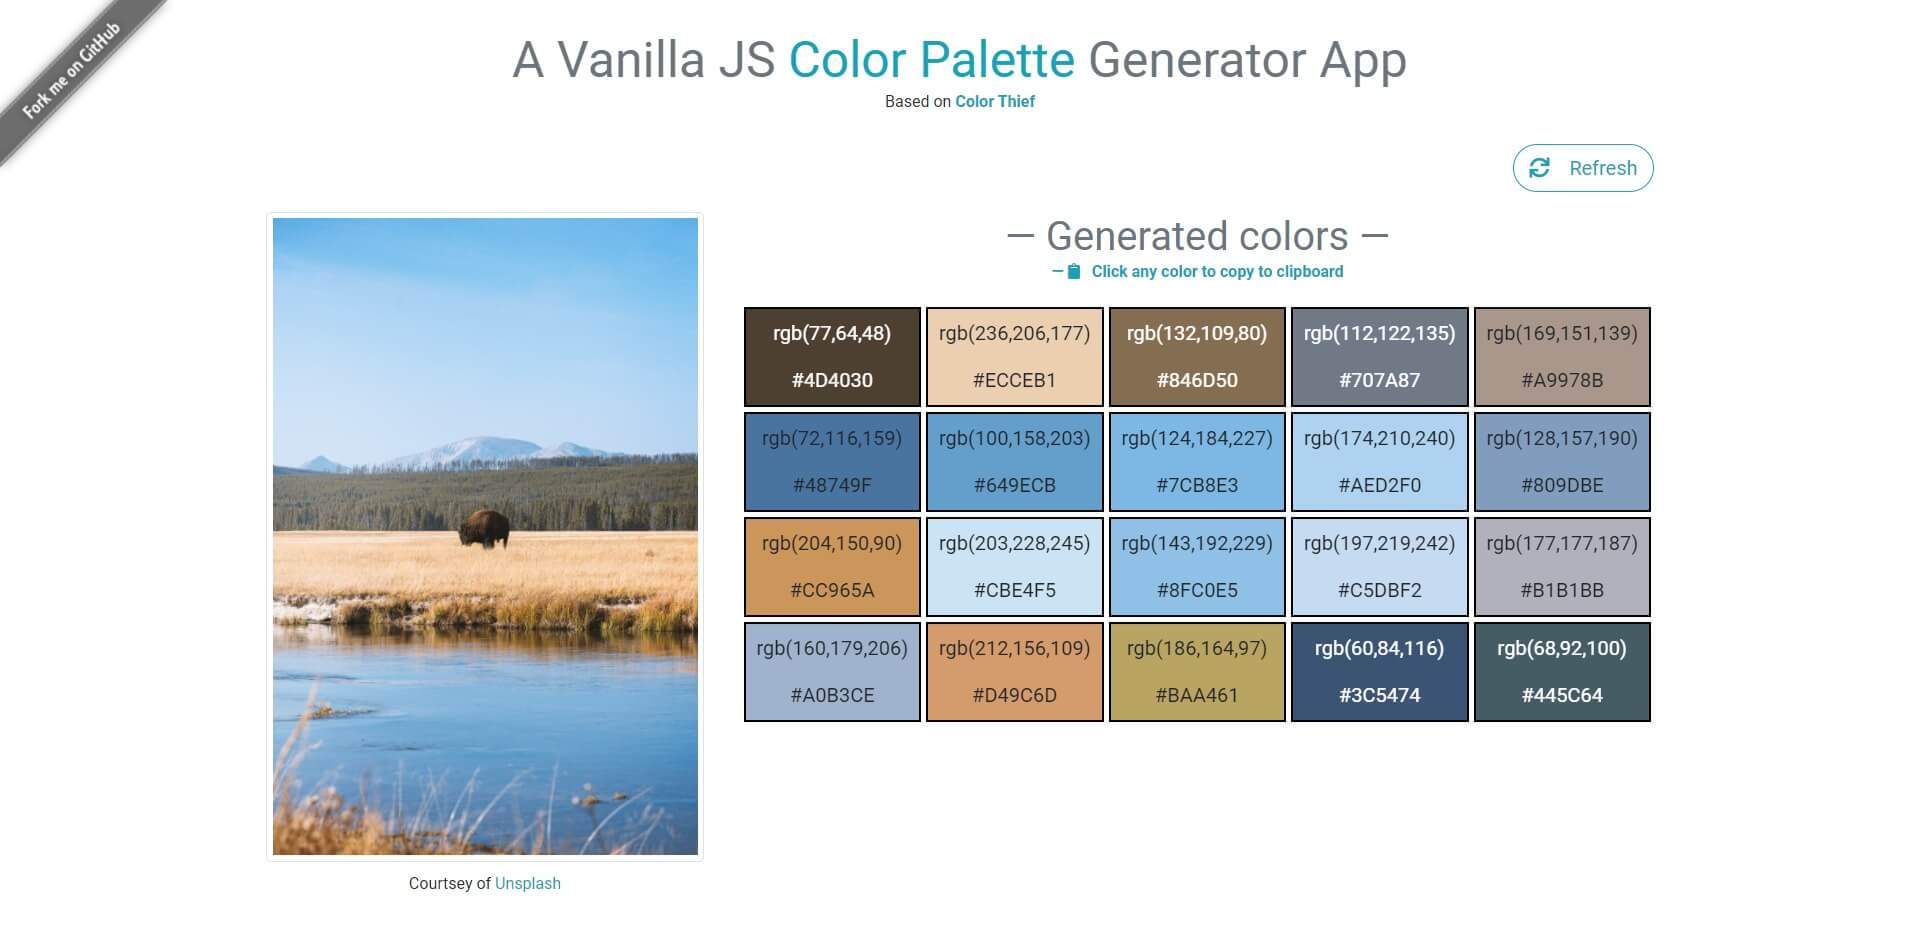 Fork me on GitHub
A Vanilla JS Color Palette Generator App
Based on Color Thief
Refresh
— Generated colors —
— Click any color to copy to clipboard
rgb(77,64,48)
#4D4030
rgb(236,206,177)
#ECCEB1
rgb(132,109,80)
#846D50
rgb(112,122,135)
#707A87
rgb(169,151,139)
#A9978B
rgb(72,116,159)
#48749F
rgb(100,158,203)
#649ECB
rgb(124,184,227)
#7CB8E3
rgb(174,210,240)
#AED2F0
rgb(128,157,190)
#809DBE
rgb(204,150,90)
#CC965A
rgb(203,228,245)
#CBE4F5
rgb(143,192,229)
#8FC0E5
rgb(197,219,242)
#C5DBF2
rgb(177,177,187)
#B1B1BB
rgb(160,179,206)
#A0B3CE
rgb(212,156,109)
#D49C6D
rgb(186,164,97)
#BAA461
rgb(60,84,116)
#3C5474
rgb(68,92,100)
#445C64
Courtsey of Unsplash